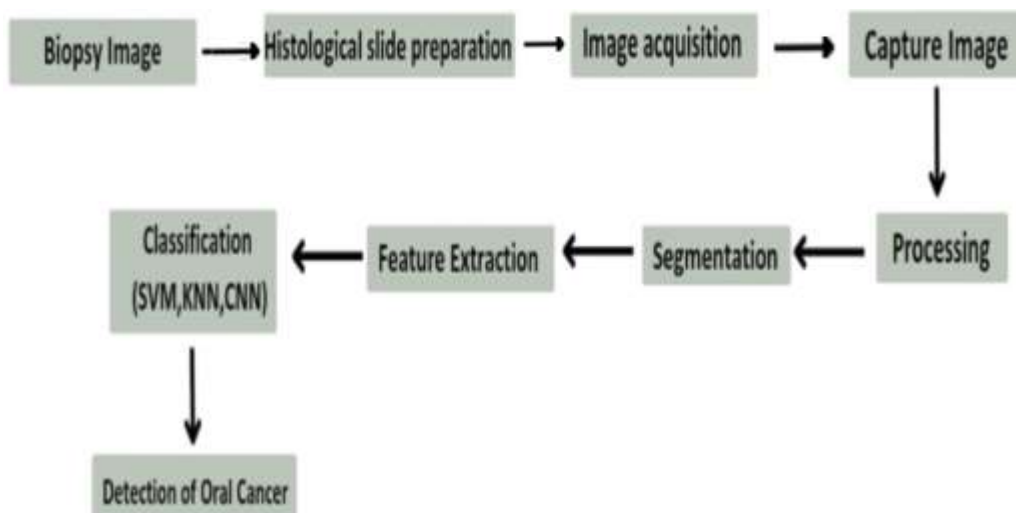 Biopsy Image
Histological slide preparation
Image acquisition
Capture Image
Processing
Segmentation
Feature Extraction
Classification
(SVM,KNN,CNN)
Detection of Oral Cancer